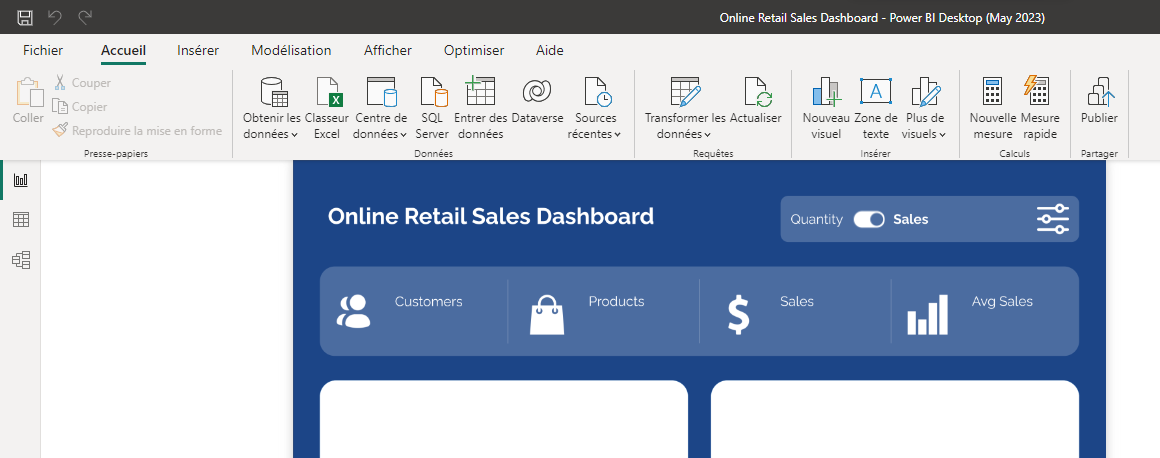 Online Retail Sales Dashboard - Power BI Desktop (May 2023)
Fichier Accueil Insérer Modélisation Afficher Optimiser Aide
Coller
Couper
Copier
Reproduire la mise en forme
Presse-papiers
Obtenir les
données
Classeur
Excel
Centre de
données
SQL
Server
Entrer des
données
Dataverse
Sources
récentes
Données
Transformer les
données
Actualiser
Requêtes
Nouveau
visuel
A
Zone de
texte
Plus de
visuels
Insérer
Nouvelle
mesure
Mesure
rapide
Calculs
Publier
Partager
Online Retail Sales Dashboard
Quantity Sales
Customers
Products
$ Sales
Avg Sales